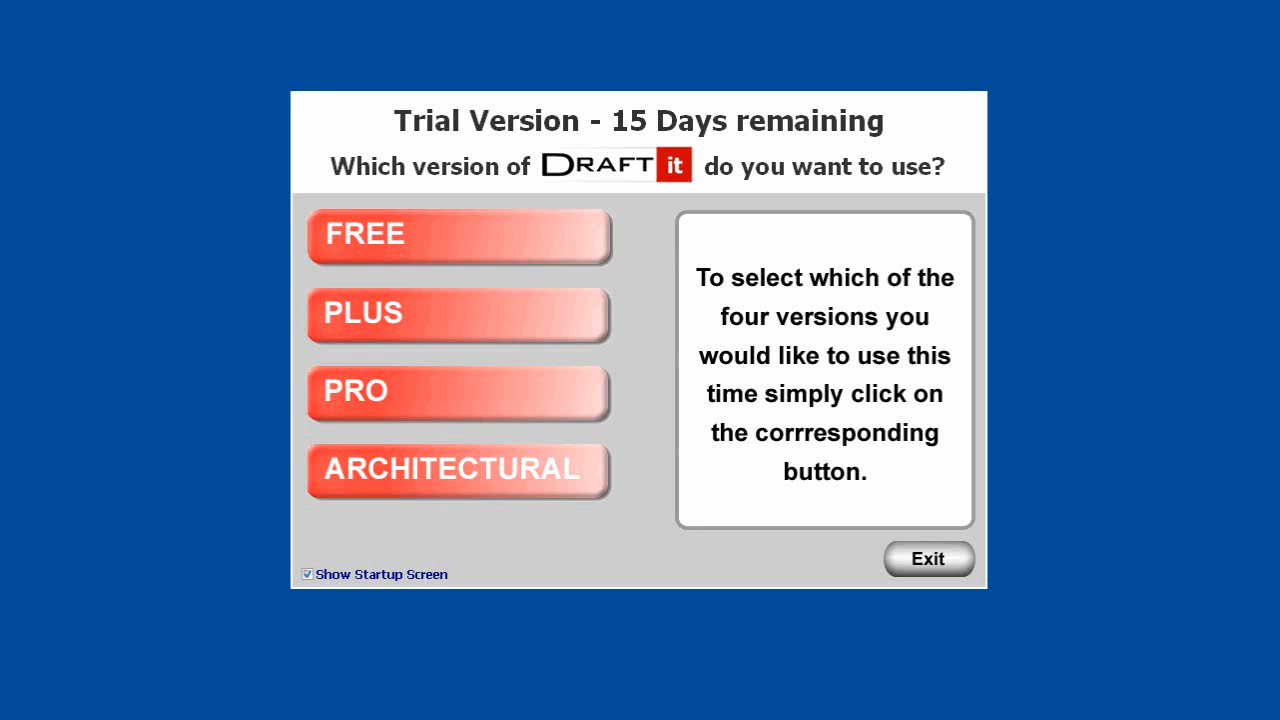 Trial Version - 15 Days remaining
Which version of DRAFT it do you want to use?
FREE
PLUS
PRO
ARCHITECTURAL
To select which of the
four versions you
would like to use this
time simply click on
the corrresponding
button.
Exit
Show Startup Screen